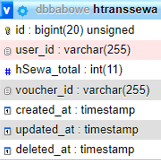 v dbbabowe htranssewa
id : bigint(20) unsigned
user_id : varchar(255)
# hSewa_total : int(11)
voucher_id : varchar(255)
created_at : timestamp
updated_at : timestamp
deleted_at : timestamp